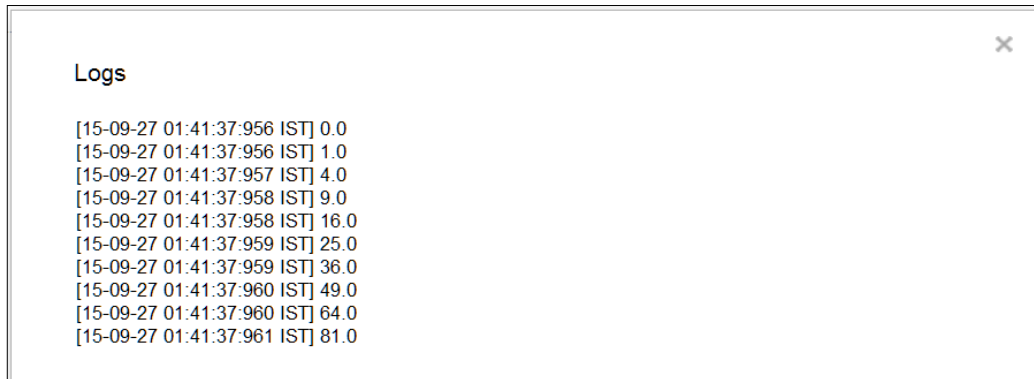 Logs
[15-09-27 01:41:37:956 IST] 0.0
[15-09-27 01:41:37:956 IST] 1.0
[15-09-27 01:41:37:957 IST] 4.0
[15-09-27 01:41:37:958 IST] 9.0
[15-09-27 01:41:37:958 IST] 16.0
[15-09-27 01:41:37:959 IST] 25.0
[15-09-27 01:41:37:959 IST] 36.0
[15-09-27 01:41:37:960 IST] 49.0
[15-09-27 01:41:37:960 IST] 64.0
[15-09-27 01:41:37:961 IST] 81.0